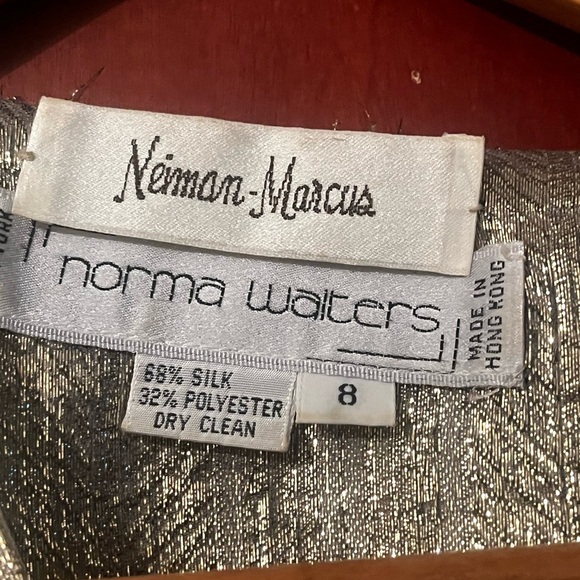 Neiman-Marcus
norma walters
MADE IN
HONG KONG
68% SILK
32% POLYESTER
DRY CLEAN
8